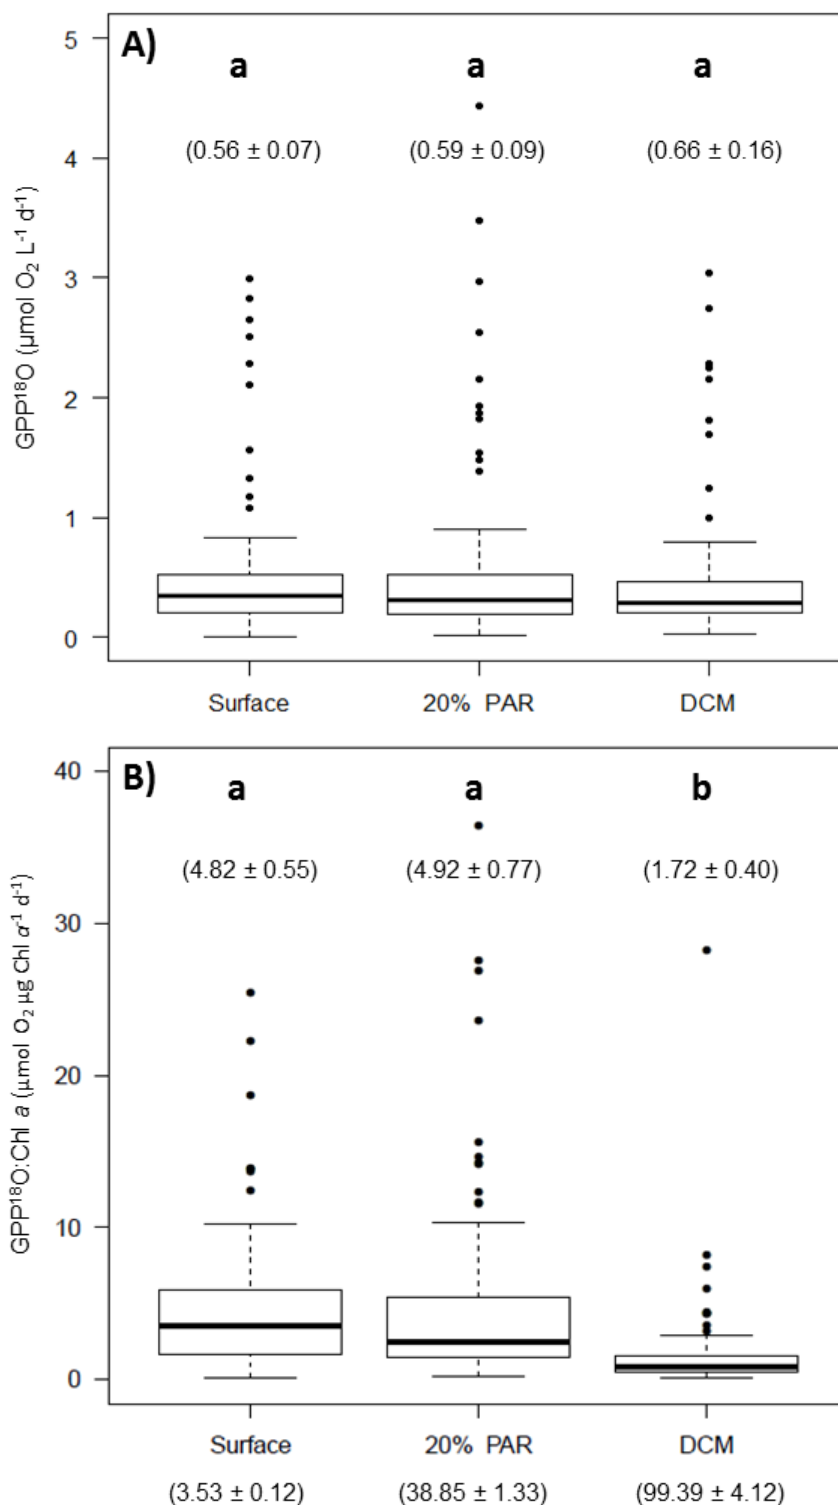 A)
a a a
(0.56 ± 0.07) (0.59 ± 0.09) (0.66 ± 0.16)
GPP¹⁸O (µmol O₂ L⁻¹ d⁻¹)
5
4
3
2
1
0
Surface 20% PAR DCM
B)
a a b
(4.82 ± 0.55) (4.92 ± 0.77) (1.72 ± 0.40)
GPP¹⁸O:Chl a (µmol O₂ µg Chl a⁻¹ d⁻¹)
40
30
20
10
0
Surface 20% PAR DCM
(3.53 ± 0.12) (38.85 ± 1.33) (99.39 ± 4.12)